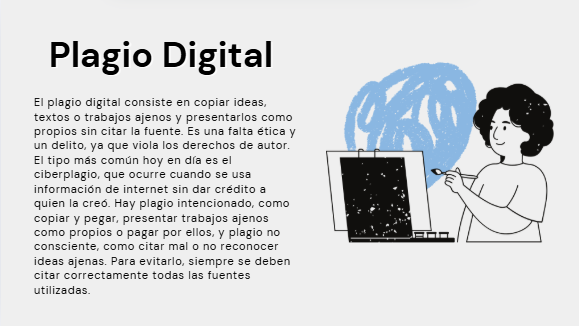 Plagio Digital
El plagio digital consiste en copiar ideas,
textos o trabajos ajenos y presentarlos como
propios sin citar la fuente. Es una falta ética y
un delito, ya que viola los derechos de autor.
El tipo más común hoy en día es el
ciberplagio, que ocurre cuando se usa
información de internet sin dar crédito a
quien la creó. Hay plagio intencionado, como
copiar y pegar, presentar trabajos ajenos
como propios o pagar por ellos, y plagio no
consciente, como citar mal o no reconocer
ideas ajenas. Para evitarlo, siempre se deben
citar correctamente todas las fuentes
utilizadas.